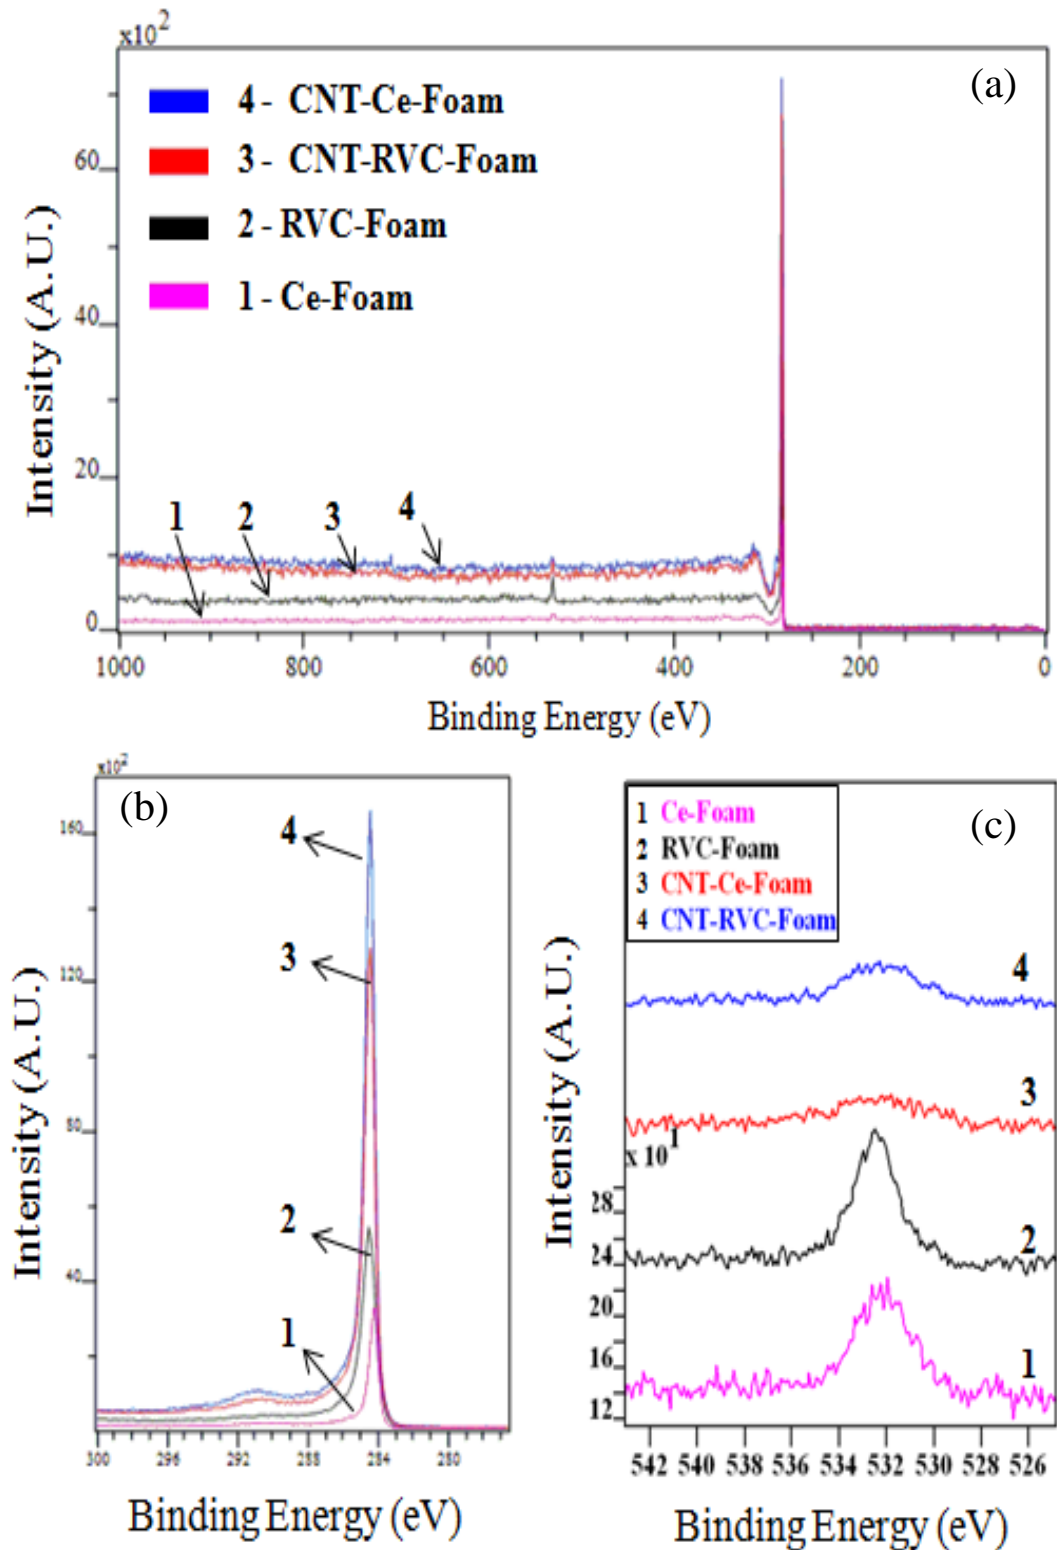 x10²
(a)
4 - CNT-Ce-Foam
3 - CNT-RVC-Foam
2 - RVC-Foam
1 - Ce-Foam
60
40
20
0
Intensity (A.U.)
1 2 3 4
1000 800 600 400 200 0
Binding Energy (eV)
x10²
(b)
160
120
80
40
Intensity (A.U.)
4
3
2
1
300 296 292 288 284 280
Binding Energy (eV)
(c)
1 Ce-Foam
2 RVC-Foam
3 CNT-Ce-Foam
4 CNT-RVC-Foam
Intensity (A.U.)
4
3
x 10¹
28
24
20
16
12
2
1
542 540 538 536 534 532 530 528 526
Binding Energy (eV)